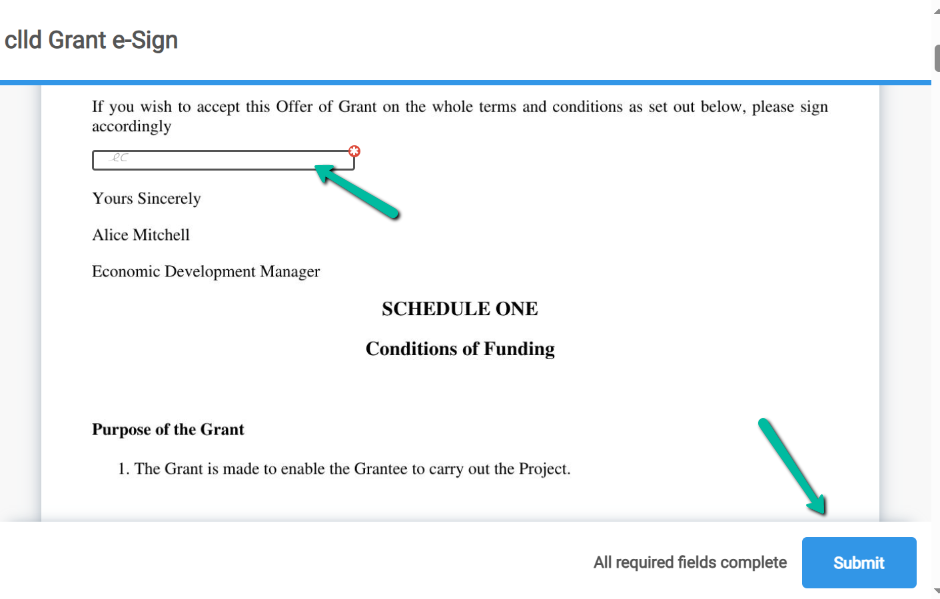 clld Grant e-Sign
If you wish to accept this Offer of Grant on the whole terms and conditions as set out below, please sign
accordingly
Yours Sincerely
Alice Mitchell
Economic Development Manager
SCHEDULE ONE
Conditions of Funding
Purpose of the Grant
1. The Grant is made to enable the Grantee to carry out the Project.
All required fields complete
Submit